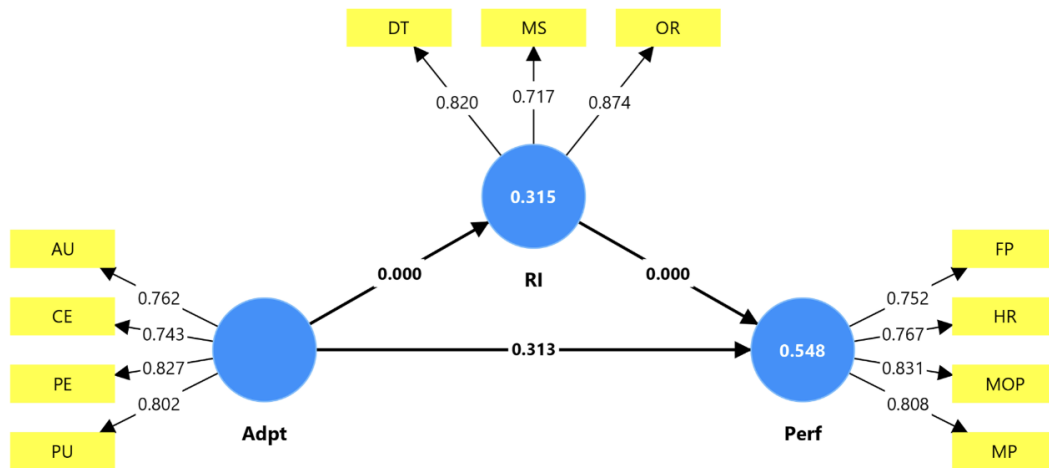 DT
MS
OR
0.820
0.717
0.874
0.315
RI
AU
CE
PE
PU
0.762
0.743
0.827
0.802
Adpt
0.000
0.000
0.313
0.548
Perf
0.752
0.767
0.831
0.808
FP
HR
MOP
MP